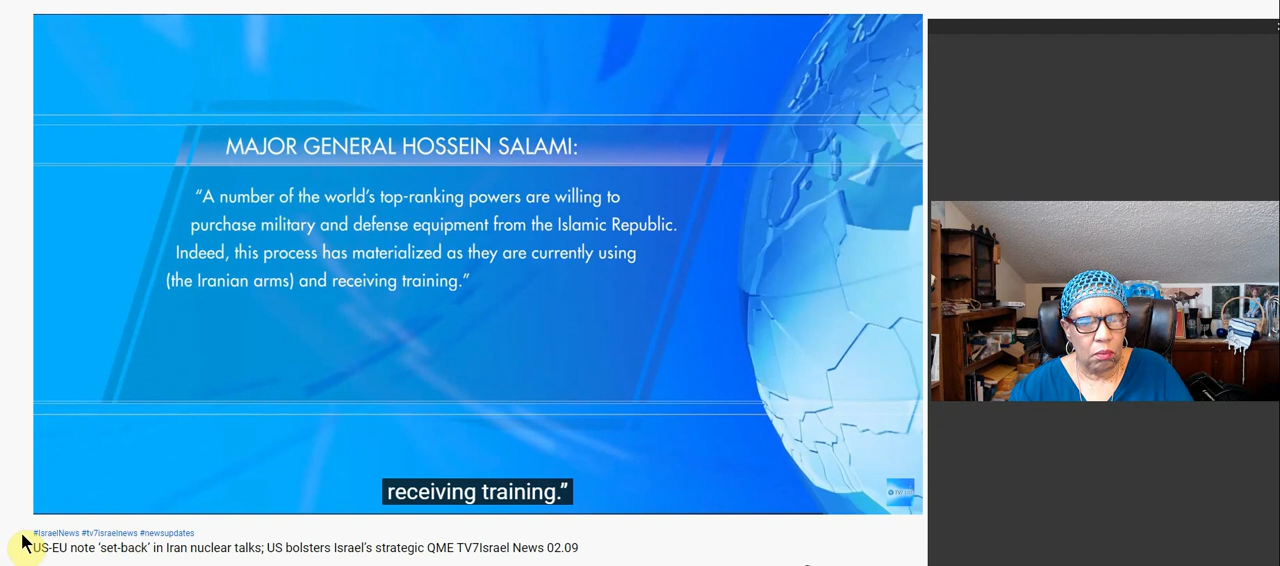 MAJOR GENERAL HOSSEIN SALAMI:
“A number of the world’s top-ranking powers are willing to
purchase military and defense equipment from the Islamic Republic.
Indeed, this process has materialized as they are currently using
(the Iranian arms) and receiving training.”
receiving training.”
#IsraelNews #tv7israelnews #newsupdates
US-EU note ‘set-back’ in Iran nuclear talks; US bolsters Israel’s strategic QME TV7Israel News 02.09